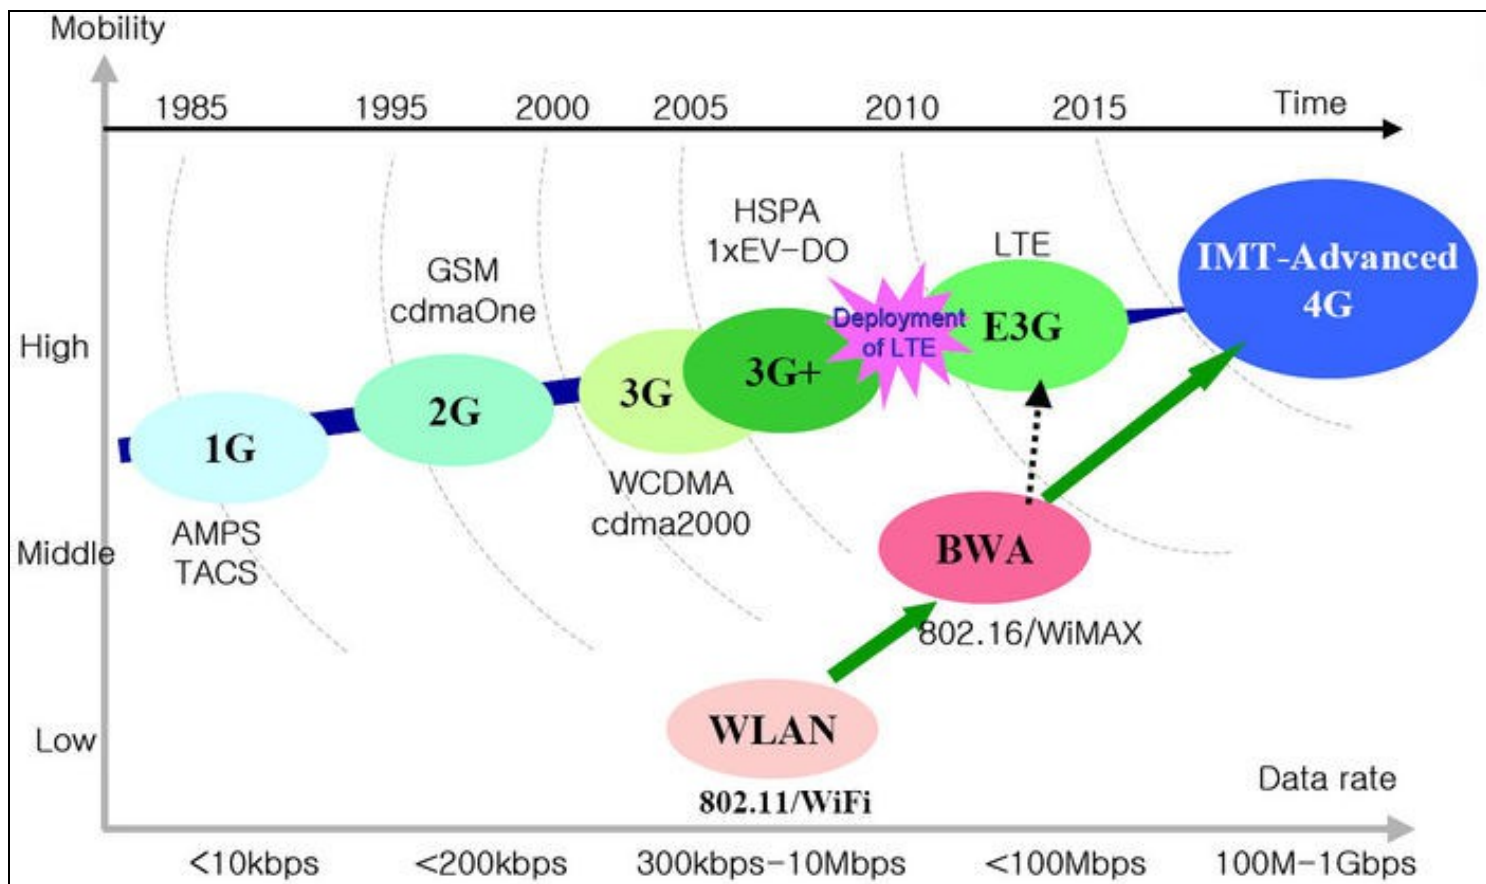 Mobility
1985 1995 2000 2005 2010 2015 Time
HSPA
1xEV-DO
LTE
GSM
cdmaOne
IMT-Advanced
4G
Deployment
of LTE
E3G
High
3G+
3G
2G
1G
WCDMA
cdma2000
AMPS
TACS
Middle
BWA
802.16/WiMAX
WLAN
Low
802.11/WiFi
Data rate
<10kbps <200kbps 300kbps-10Mbps <100Mbps 100M-1Gbps